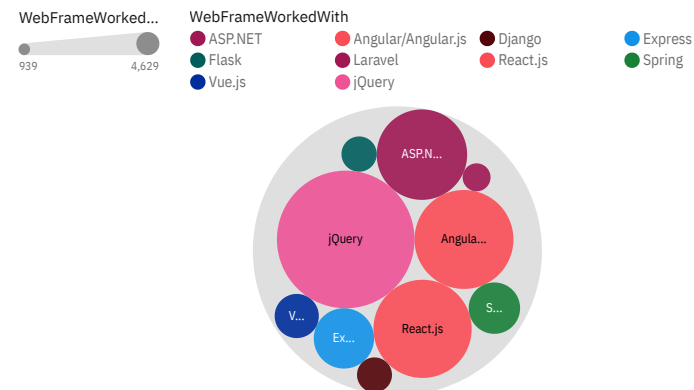 WebFrameWorked...
939 4,629
WebFrameWorkedWith
ASP.NET Angular/Angular.js Django Express
Flask Laravel React.js Spring
Vue.js jQuery
ASP.N...
jQuery
Angula...
V...
Ex...
React.js
S...